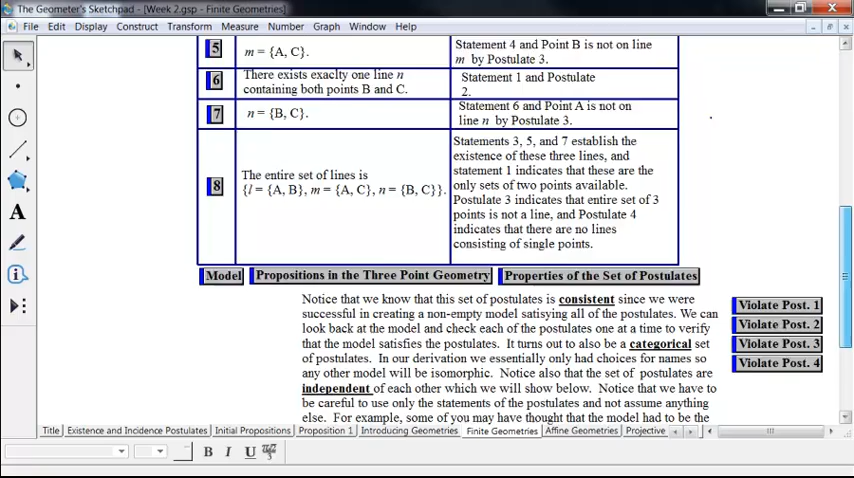 The Geometer's Sketchpad - [Week 2.gsp - Finite Geometries]
File Edit Display Construct Transform Measure Number Graph Window Help
5
m = {A, C}.
Statement 4 and Point B is not on line
m by Postulate 3.
6
There exists exaclty one line n
containing both points B and C.
Statement 1 and Postulate
2.
7
n = {B, C}.
Statement 6 and Point A is not on
line n by Postulate 3.
8
The entire set of lines is
{l = {A, B}, m = {A, C}, n = {B, C}}.
Statements 3, 5, and 7 establish the
existence of these three lines, and
statement 1 indicates that these are the
only sets of two points available.
Postulate 3 indicates that entire set of 3
points is not a line, and Postulate 4
indicates that there are no lines
consisting of single points.
Model Propositions in the Three Point Geometry Properties of the Set of Postulates
Notice that we know that this set of postulates is consistent since we were
successful in creating a non-empty model satisying all of the postulates. We can
look back at the model and check each of the postulates one at a time to verify
that the model satisfies the postulates. It turns out to also be a categorical set
of postulates. In our derivation we essentially only had choices for names so
any other model will be isomorphic. Notice also that the set of postulates are
independent of each other which we will show below. Notice that we have to
be careful to use only the statements of the postulates and not assume anything
else. For example, some of you may have thought that the model had to be the
Violate Post. 1
Violate Post. 2
Violate Post. 3
Violate Post. 4
Title Existence and Incidence Postulates Initial Propositions Proposition 1 Introducing Geometries Finite Geometries Affine Geometries Projective
B I U